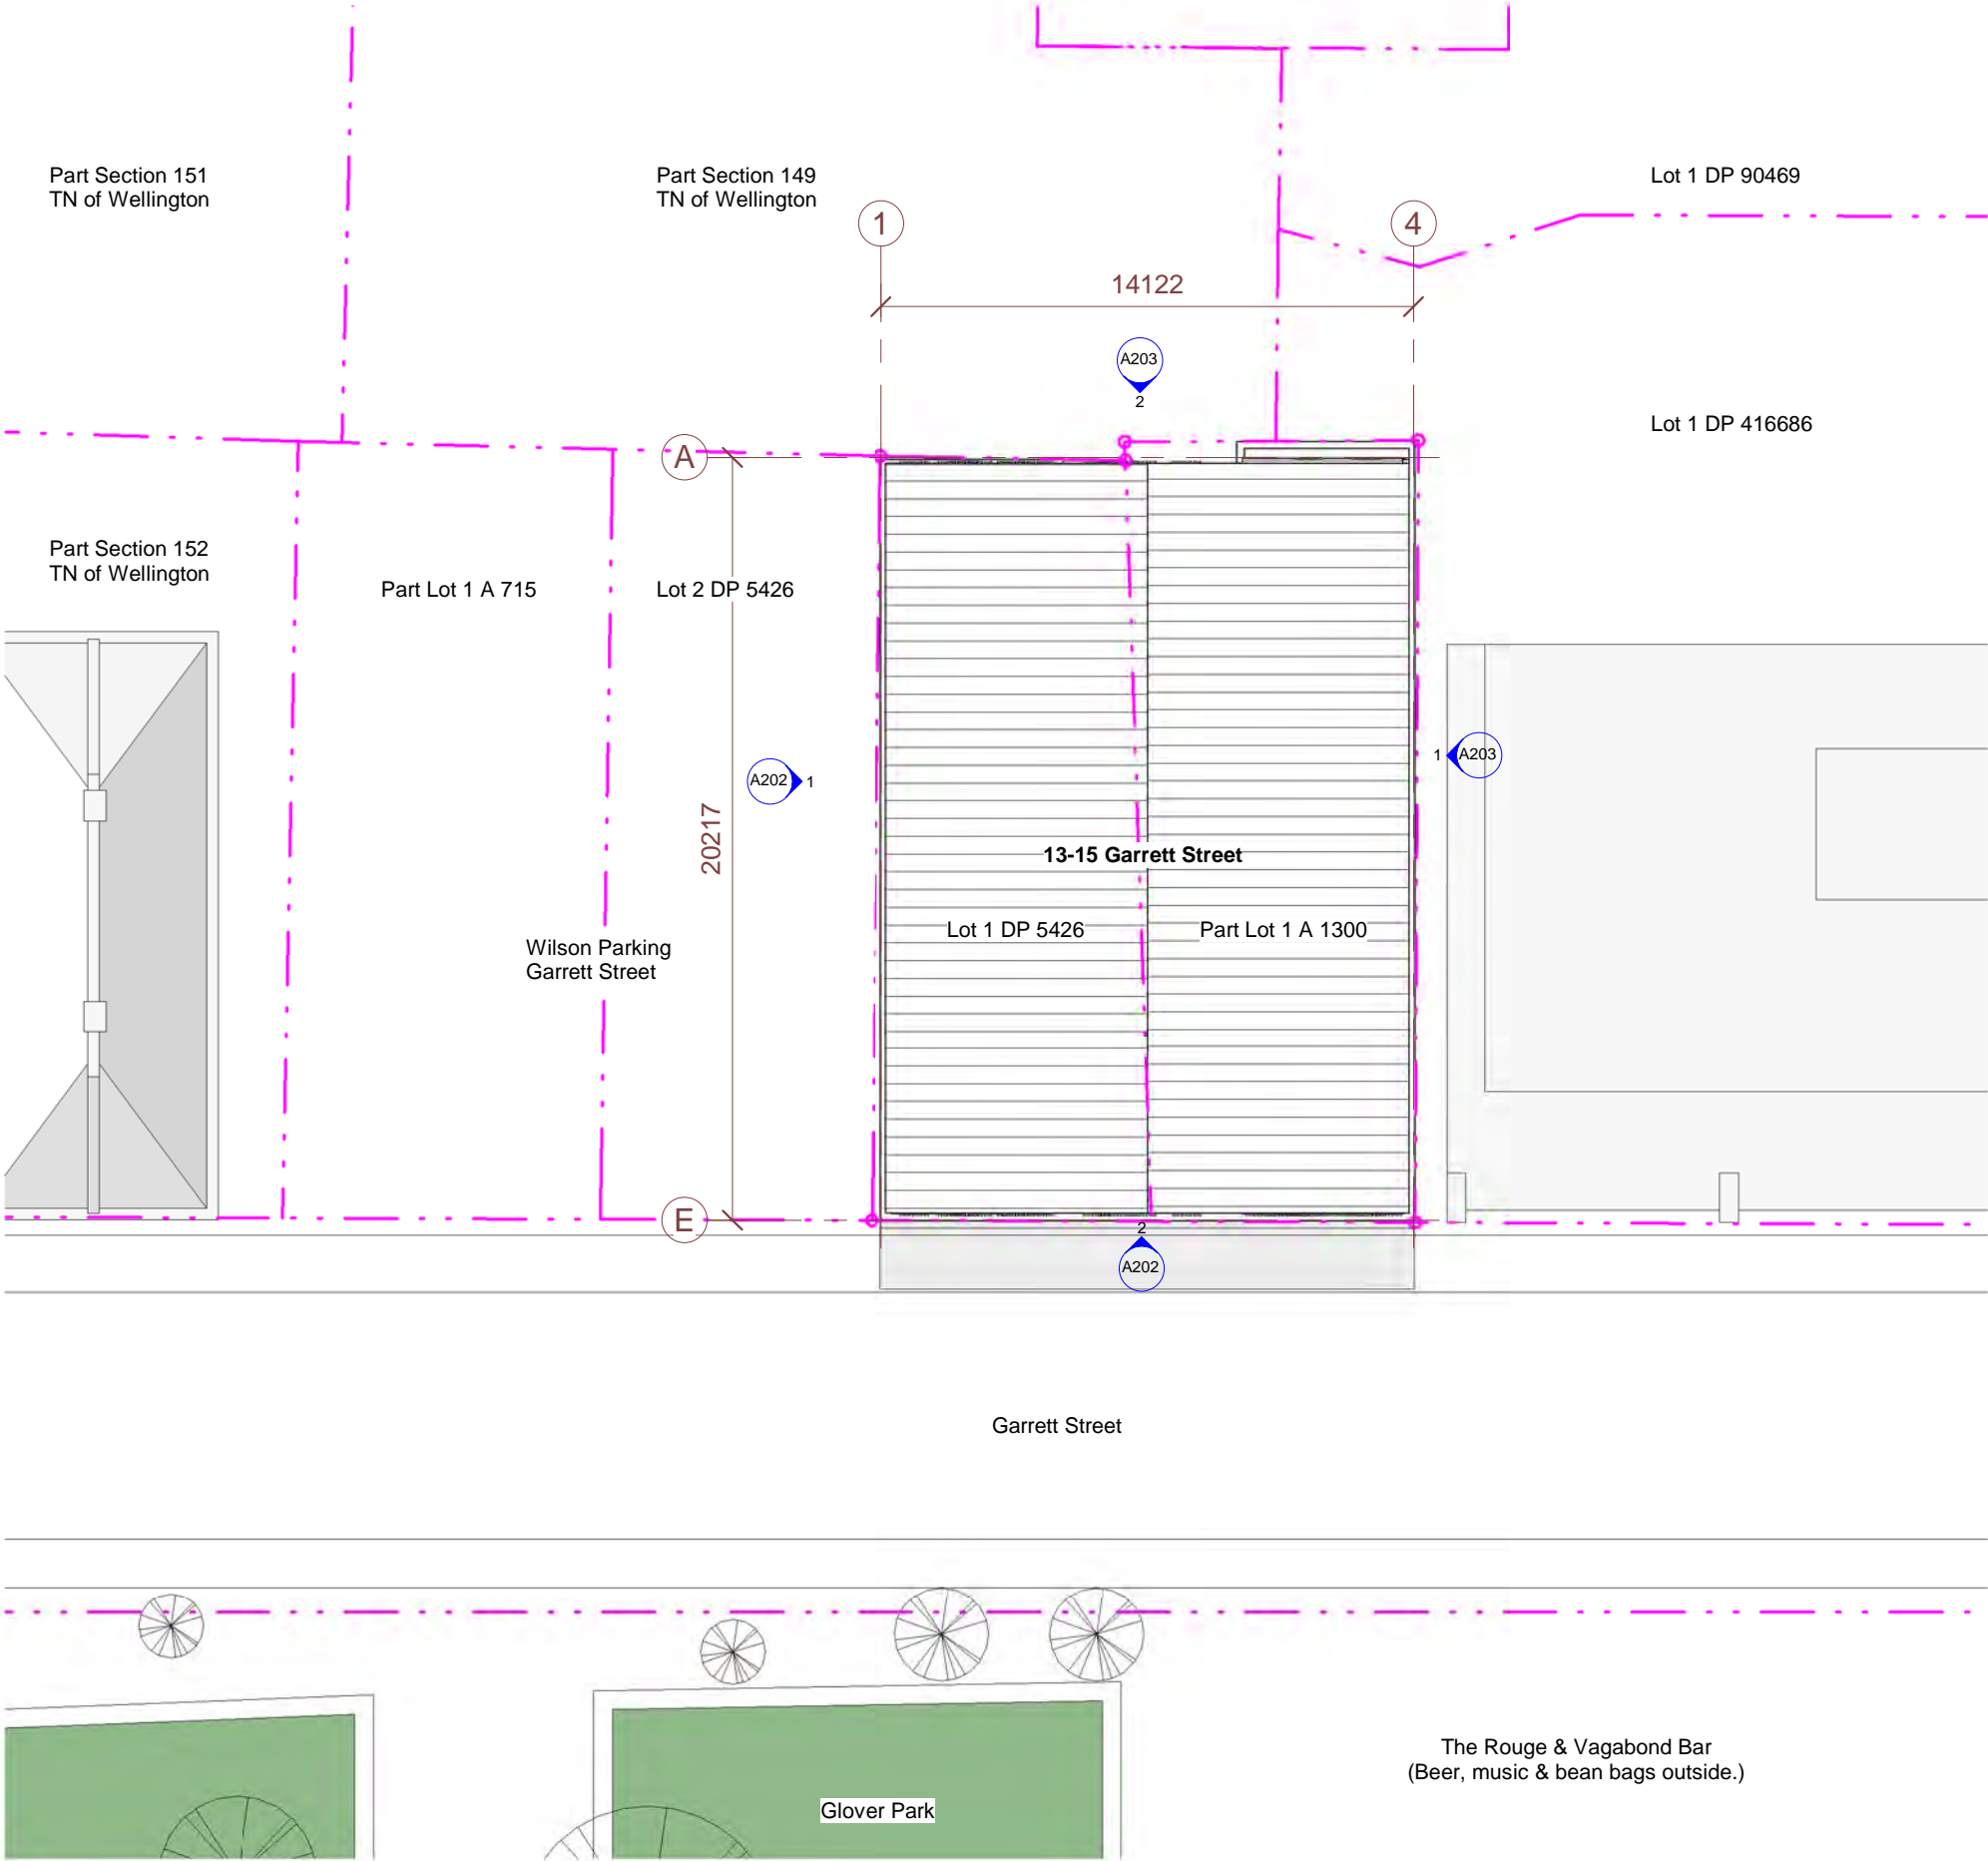 Part Section 151
TN of Wellington
Part Section 149
TN of Wellington
Lot 1 DP 90469
1
4
14122
A203
2
Lot 1 DP 416686
A
Part Section 152
TN of Wellington
Part Lot 1 A 715
Lot 2 DP 5426
1
A203
A202
1
20217
13-15 Garrett Street
Lot 1 DP 5426
Part Lot 1 A 1300
Wilson Parking
Garrett Street
E
2
A202
Garrett Street
The Rouge & Vagabond Bar
(Beer, music & bean bags outside.)
Glover Park